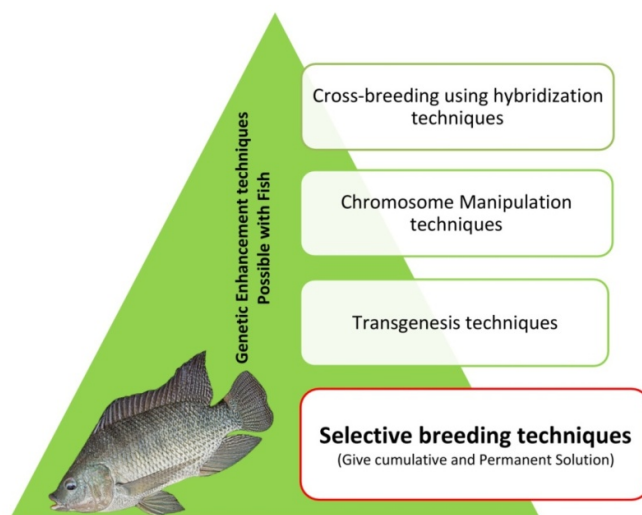 Genetic Enhancement techniques
Possible with Fish
Cross-breeding using hybridization
techniques
Chromosome Manipulation
techniques
Transgenesis techniques
Selective breeding techniques
(Give cumulative and Permanent Solution)